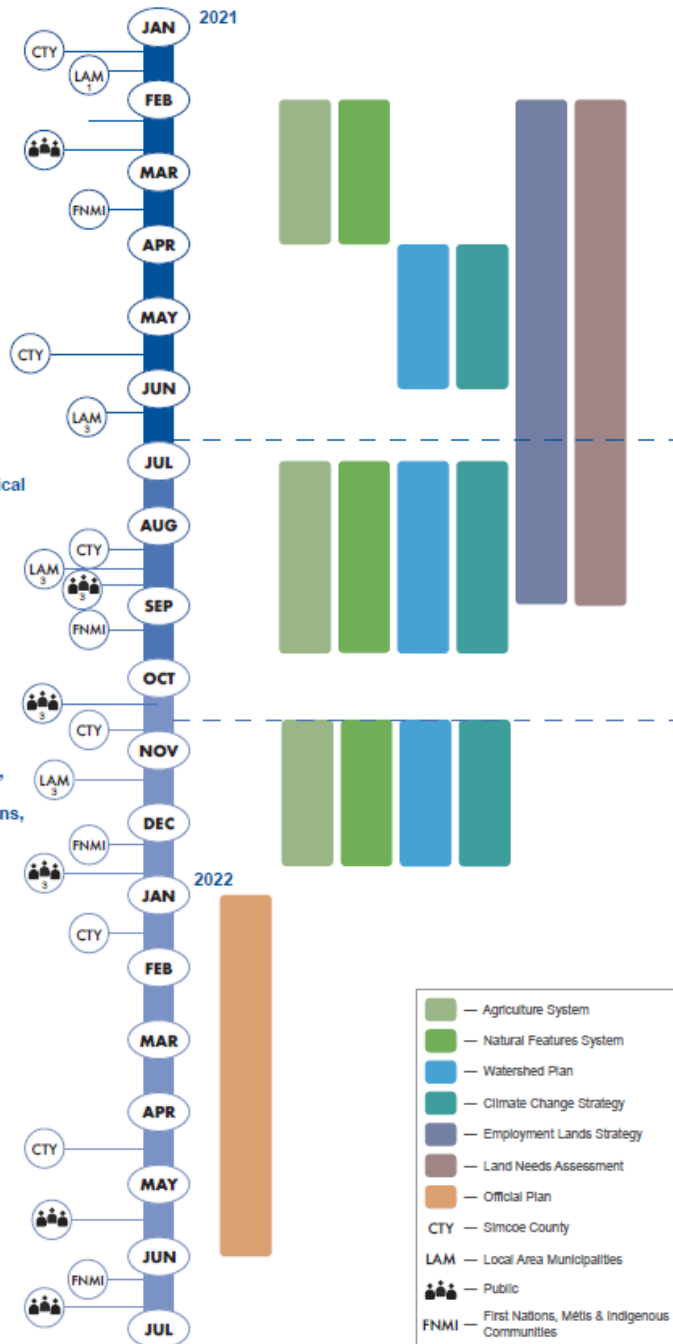 2021
JAN
CTY
LAM
1
FEB
MAR
FNMI
APR
MAY
CTY
JUN
LAM
3
JUL
ical
AUG
CTY
LAM
3
3
SEP
FNMI
OCT
3
CTY
NOV
,
LAM
3
ns,
DEC
FNMI
3
2022
JAN
CTY
FEB
MAR
APR
CTY
MAY
JUN
FNMI
JUL
— Agriculture System
— Natural Features System
— Watershed Plan
— Climate Change Strategy
— Employment Lands Strategy
— Land Needs Assessment
— Official Plan
CTY — Simcoe County
LAM — Local Area Municipalities
— Public
FNMI — First Nations, Métis & Indigenous
Communities